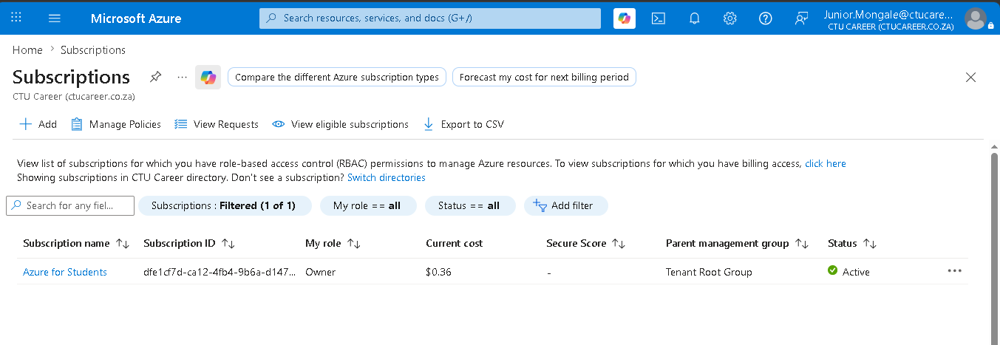 Microsoft Azure
Search resources, services, and docs (G+/)
Junior.Mongale@ctucare...
CTU CAREER (CTUCAREER.CO.ZA)
Home > Subscriptions
Subscriptions
...
Compare the different Azure subscription types
Forecast my cost for next billing period
CTU Career (ctucareer.co.za)
Add Manage Policies View Requests View eligible subscriptions Export to CSV
View list of subscriptions for which you have role-based access control (RBAC) permissions to manage Azure resources. To view subscriptions for which you have billing access, click here
Showing subscriptions in CTU Career directory. Don't see a subscription? Switch directories
Search for any fiel... Subscriptions : Filtered (1 of 1) My role == all Status == all Add filter
Subscription name Subscription ID My role Current cost Secure Score Parent management group Status
Azure for Students dfe1cf7d-ca12-4fb4-9b6a-d147... Owner $0.36 - Tenant Root Group Active ...